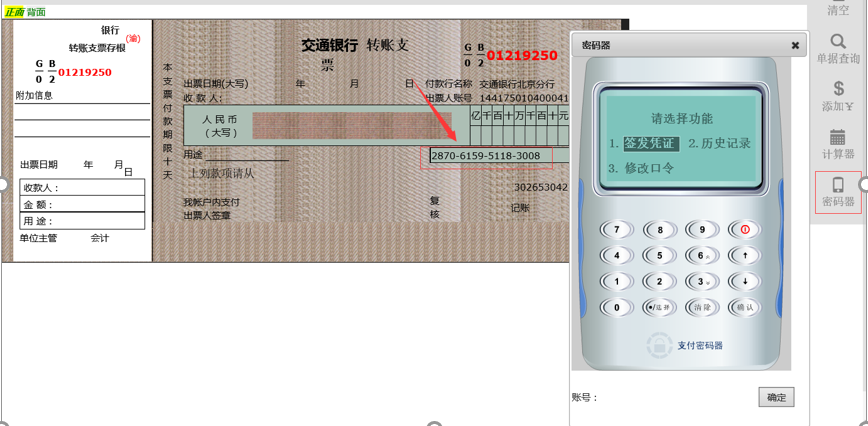 正面 背面
银行
(渝)
转账支票存根
G B
0 2 01219250
附加信息
出票日期 年 月
日
收款人：
金 额：
用 途：
单位主管 会计
本支票付款期限十天
交通银行 转账支
票
G B
0 2 01219250
出票日期(大写) 年 月 日 付款行名称 交通银行北京分行
收 款 人： 出票人账号 144175010400041
人 民 币
（大写）
亿 千 百 十 万 千 百 十 元
用途
2870-6159-5118-3008
上列款项请从
302653042
我帐户内支付
出票人签章
复
核
记账
密码器
请选择功能
1. 签发凭证 2. 历史记录
3. 修改口令
7 8 9
4 5 6 ↑
1 2 3 ↓
0 •/选择 清除 确认
支付密码器
账号： 确定
清空
单据查询
添加￥
计算器
密码器